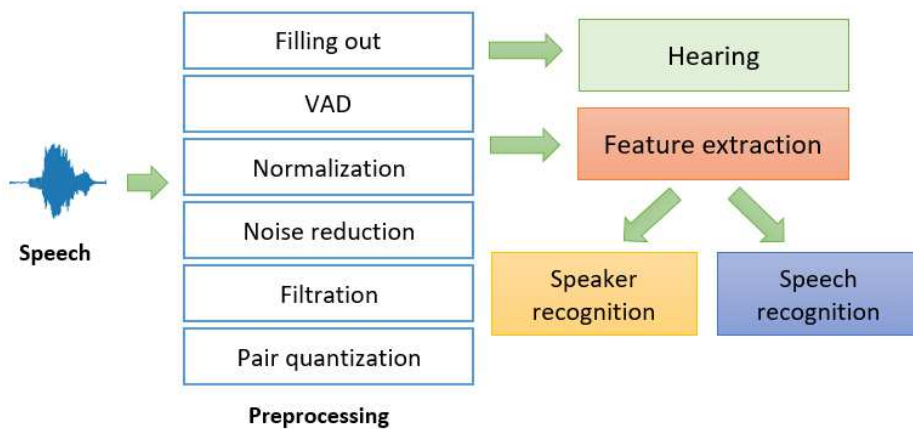 Speech
Filling out
VAD
Normalization
Noise reduction
Filtration
Pair quantization
Preprocessing
Hearing
Feature extraction
Speaker
recognition
Speech
recognition